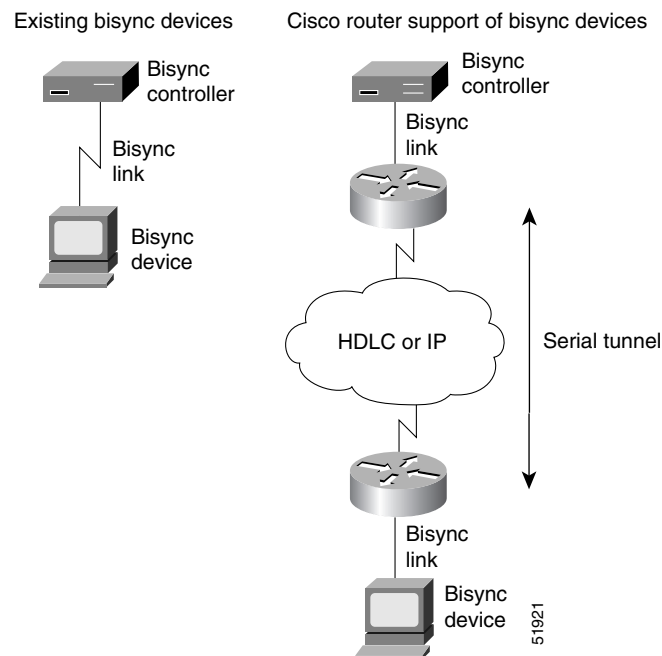 Existing bisync devices
Bisync
controller
Bisync
link
Bisync
device
Cisco router support of bisync devices
Bisync
controller
Bisync
link
HDLC or IP
Serial tunnel
Bisync
link
Bisync
device
51921